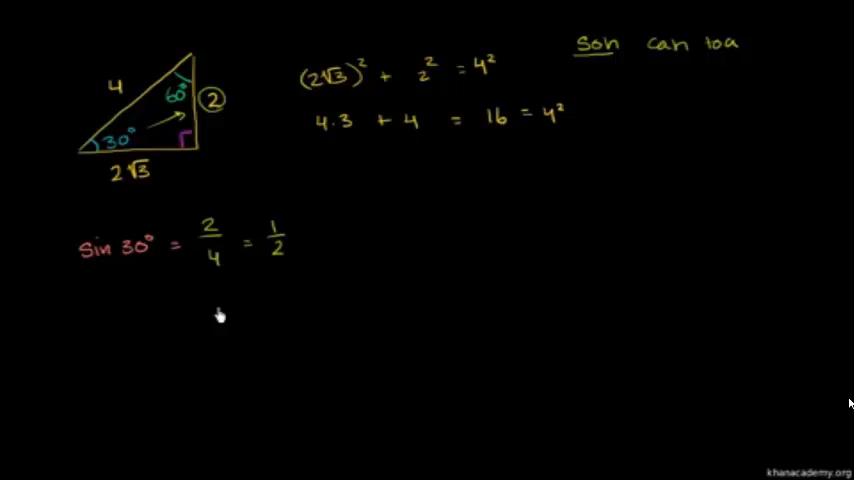 Soh cah toa
4
60°
2
30°
2√3
(2√3)² + 2² = 4²
4·3 + 4 = 16 = 4²
Sin 30° = 2/4 = 1/2
khanacademy.org